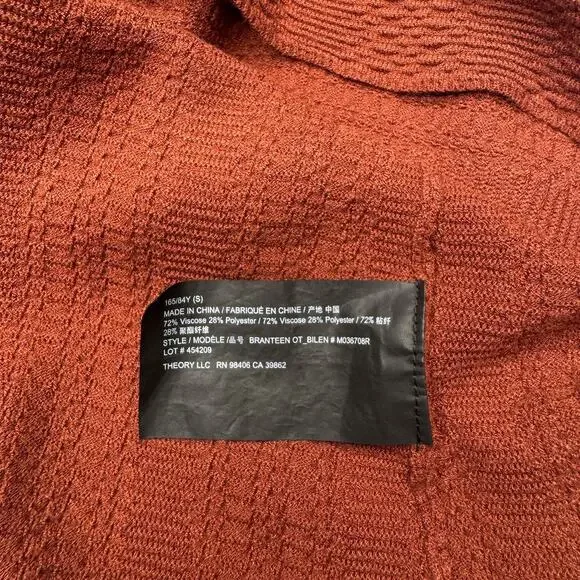 165/84Y (S)
MADE IN CHINA / FABRIQUÉ EN CHINE / 产地 中国
72% Viscose 28% Polyester / 72% Viscose 28% Polyester / 72% 粘纤
28% 聚酯纤维
STYLE / MODÈLE /品号 BRANTEEN OT_BILEN # M036708R
LOT # 454209
THEORY LLC RN 98406 CA 39862